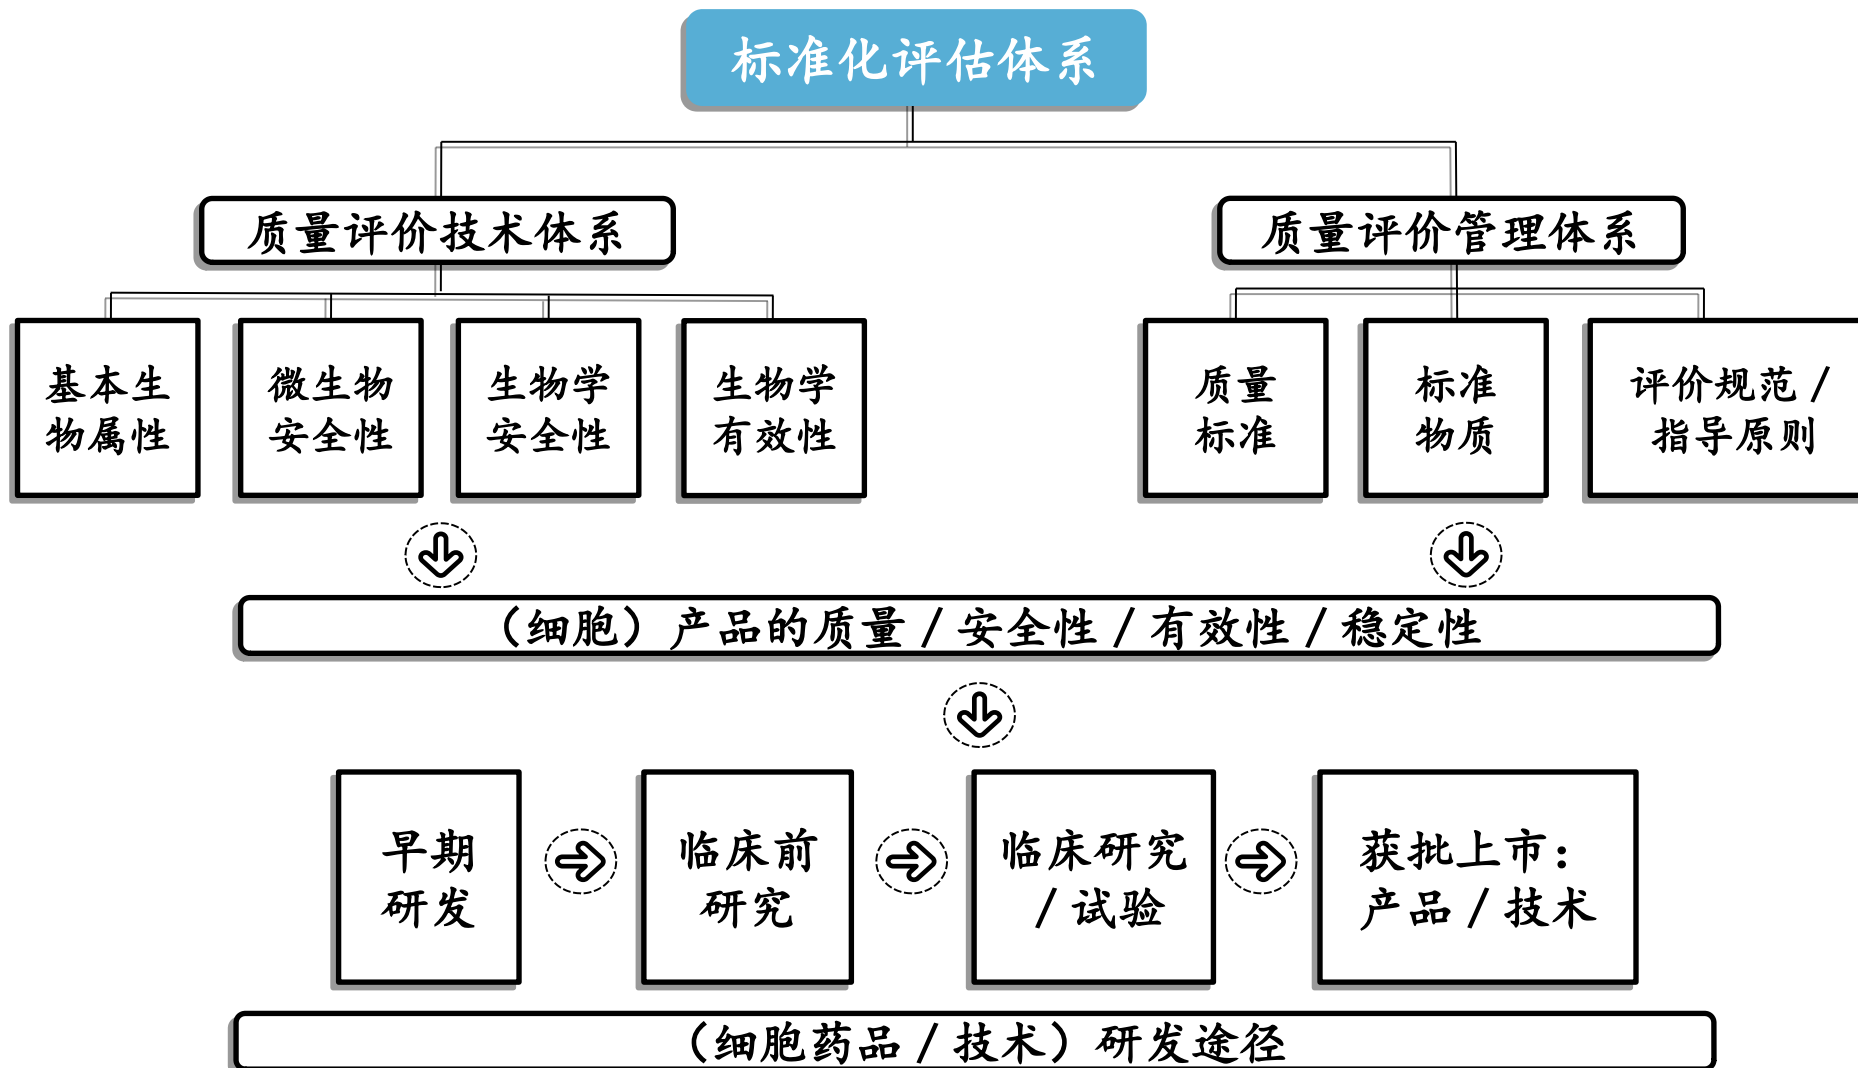 标准化评估体系
质量评价技术体系
质量评价管理体系
基本生
物属性
微生物
安全性
生物学
安全性
生物学
有效性
质量
标准
标准
物质
评价规范/
指导原则
（细胞）产品的质量/安全性/有效性/稳定性
早期
研发
临床前
研究
临床研究
/试验
获批上市：
产品/技术
（细胞药品/技术）研发途径